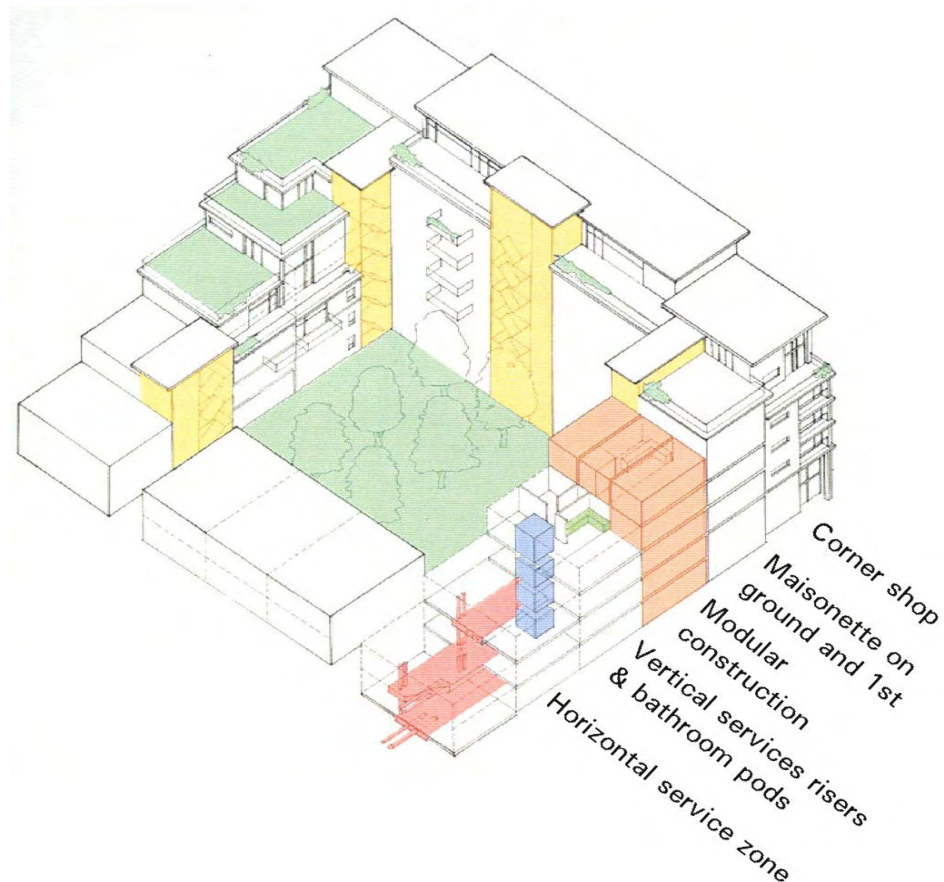 Corner shop
Maisonette on
ground and 1st
Modular
construction
Vertical services risers
& bathroom pods
Horizontal service zone